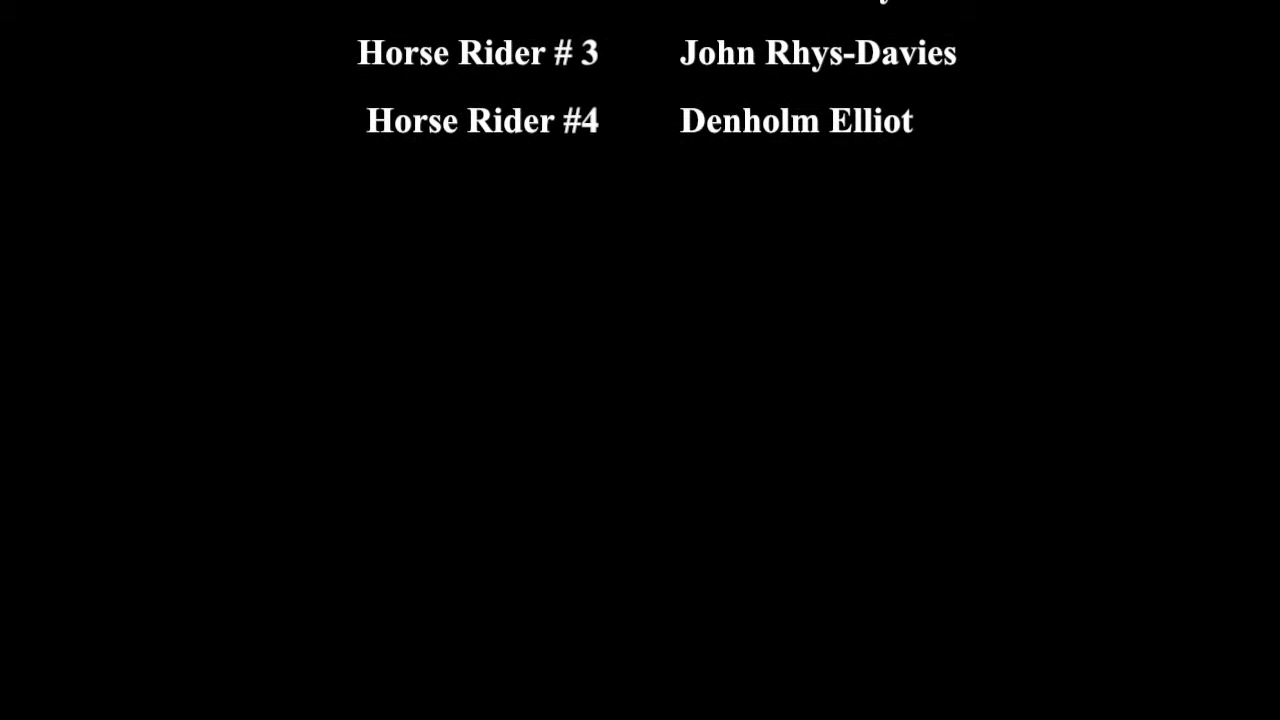 Horse Rider # 3 John Rhys-Davies
Horse Rider #4 Denholm Elliot